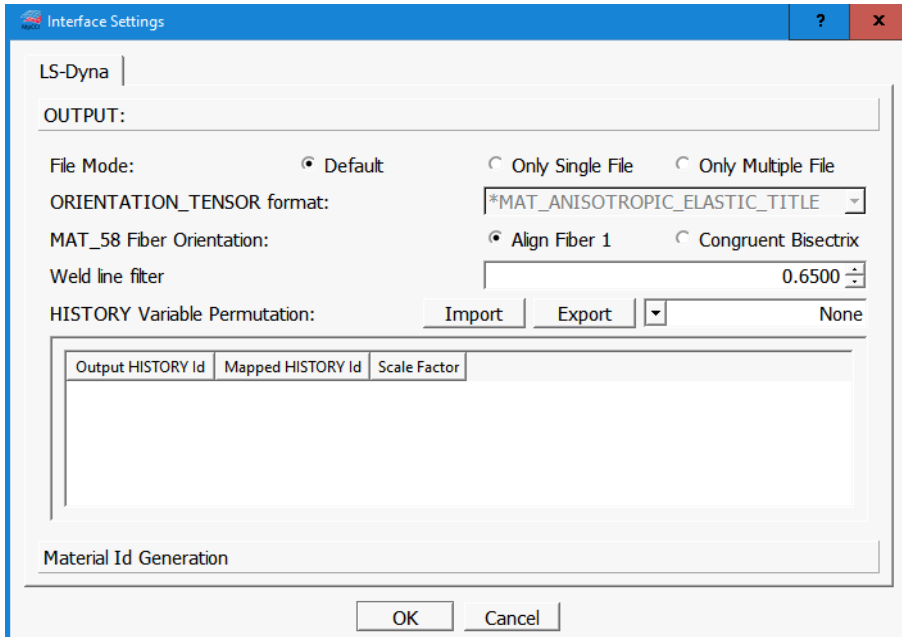 Interface Settings ? x
LS-Dyna
OUTPUT:
File Mode: Default Only Single File Only Multiple File
ORIENTATION_TENSOR format: *MAT_ANISOTROPIC_ELASTIC_TITLE
MAT_58 Fiber Orientation: Align Fiber 1 Congruent Bisectrix
Weld line filter 0.6500
HISTORY Variable Permutation: Import Export None
Output HISTORY Id Mapped HISTORY Id Scale Factor
Material Id Generation
OK Cancel